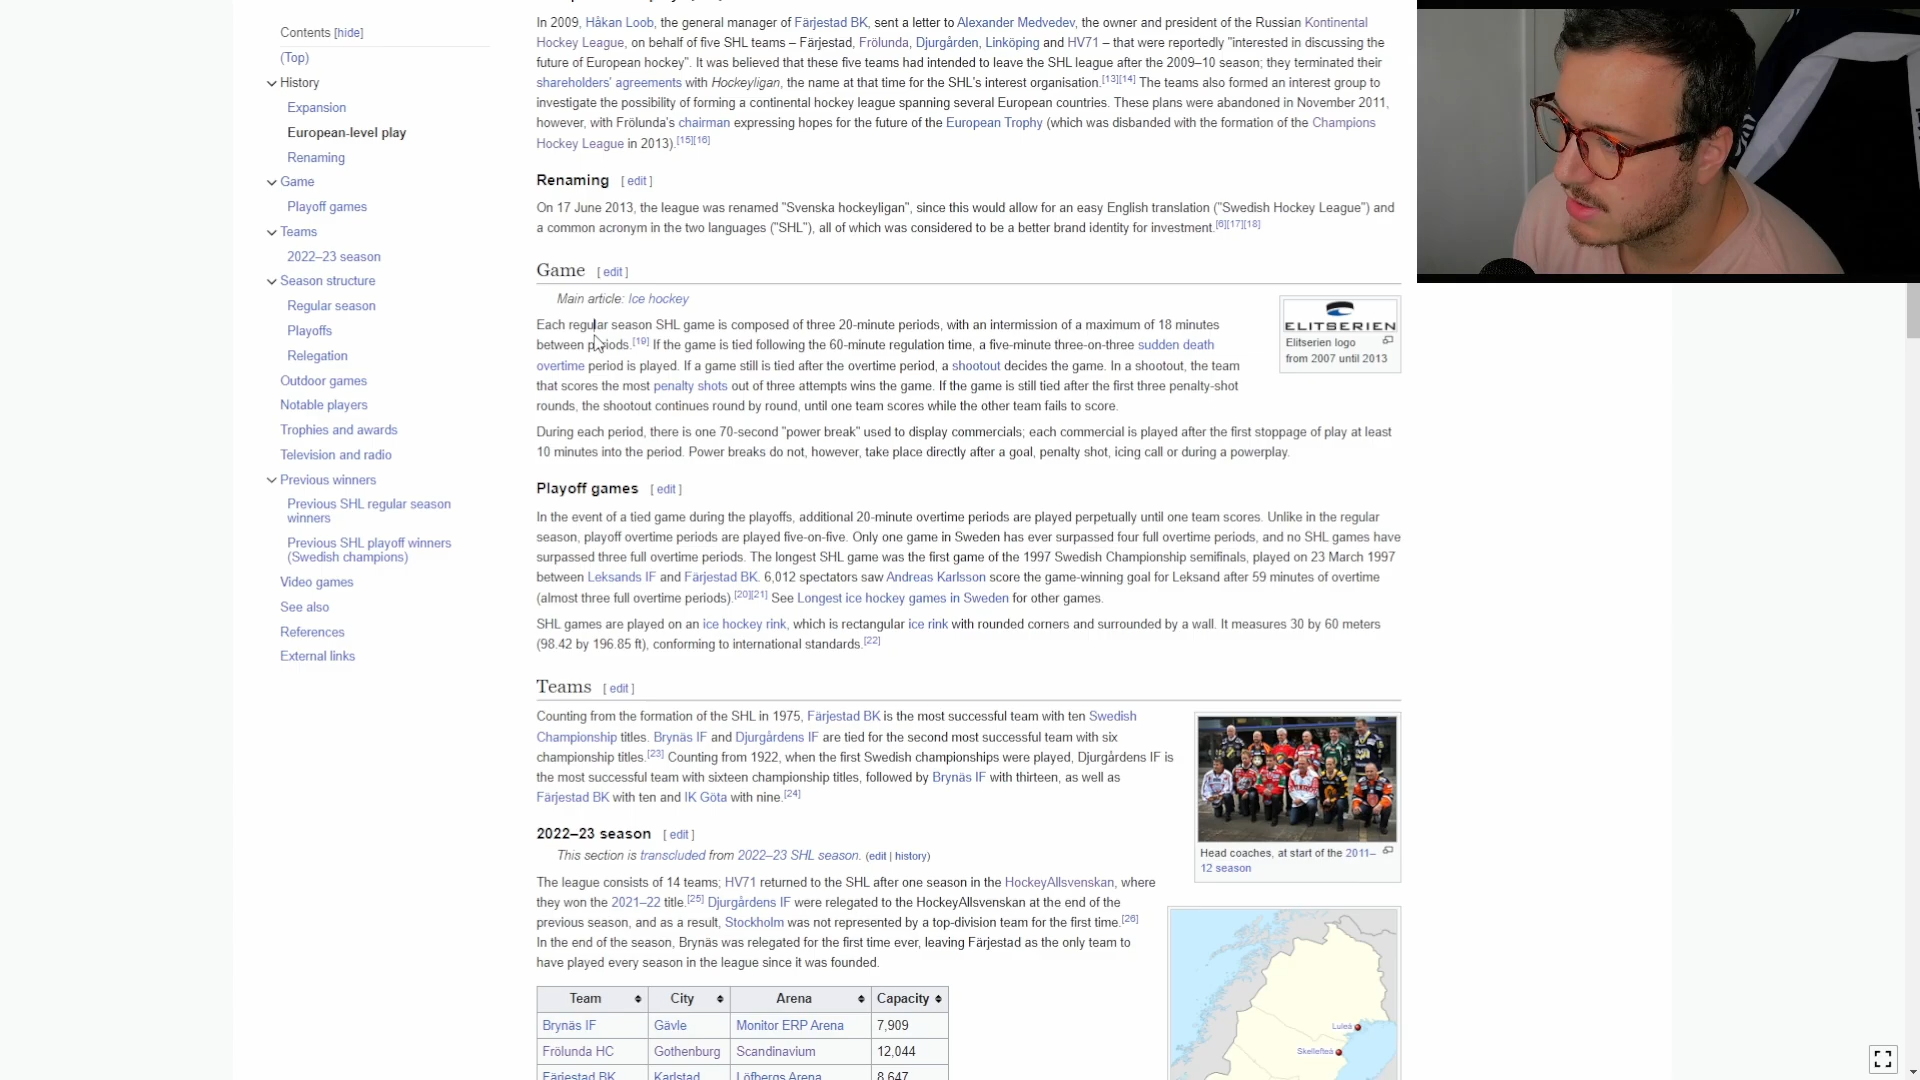 Contents [hide]
(Top)
History
Expansion
European-level play
Renaming
Game
Playoff games
Teams
2022–23 season
Season structure
Regular season
Playoffs
Relegation
Outdoor games
Notable players
Trophies and awards
Television and radio
Previous winners
Previous SHL regular season
winners
Previous SHL playoff winners
(Swedish champions)
Video games
See also
References
External links
In 2009, Håkan Loob, the general manager of Färjestad BK, sent a letter to Alexander Medvedev, the owner and president of the Russian Kontinental
Hockey League, on behalf of five SHL teams – Färjestad, Frölunda, Djurgården, Linköping and HV71 – that were reportedly "interested in discussing the
future of European hockey". It was believed that these five teams had intended to leave the SHL league after the 2009–10 season; they terminated their
shareholders' agreements with Hockeyligan, the name at that time for the SHL's interest organisation.[13][14] The teams also formed an interest group to
investigate the possibility of forming a continental hockey league spanning several European countries. These plans were abandoned in November 2011,
however, with Frölunda's chairman expressing hopes for the future of the European Trophy (which was disbanded with the formation of the Champions
Hockey League in 2013).[15][16]
Renaming [ edit ]
On 17 June 2013, the league was renamed "Svenska hockeyligan", since this would allow for an easy English translation ("Swedish Hockey League") and
a common acronym in the two languages ("SHL"), all of which was considered to be a better brand identity for investment.[6][17][18]
Game [ edit ]
Main article: Ice hockey
Each regular season SHL game is composed of three 20-minute periods, with an intermission of a maximum of 18 minutes
between periods.[19] If the game is tied following the 60-minute regulation time, a five-minute three-on-three sudden death
overtime period is played. If a game still is tied after the overtime period, a shootout decides the game. In a shootout, the team
that scores the most penalty shots out of three attempts wins the game. If the game is still tied after the first three penalty-shot
rounds, the shootout continues round by round, until one team scores while the other team fails to score.
ELITSERIEN
Elitserien logo
from 2007 until 2013
During each period, there is one 70-second "power break" used to display commercials; each commercial is played after the first stoppage of play at least
10 minutes into the period. Power breaks do not, however, take place directly after a goal, penalty shot, icing call or during a powerplay.
Playoff games [ edit ]
In the event of a tied game during the playoffs, additional 20-minute overtime periods are played perpetually until one team scores. Unlike in the regular
season, playoff overtime periods are played five-on-five. Only one game in Sweden has ever surpassed four full overtime periods, and no SHL games have
surpassed three full overtime periods. The longest SHL game was the first game of the 1997 Swedish Championship semifinals, played on 23 March 1997
between Leksands IF and Färjestad BK. 6,012 spectators saw Andreas Karlsson score the game-winning goal for Leksand after 59 minutes of overtime
(almost three full overtime periods).[20][21] See Longest ice hockey games in Sweden for other games.
SHL games are played on an ice hockey rink, which is rectangular ice rink with rounded corners and surrounded by a wall. It measures 30 by 60 meters
(98.42 by 196.85 ft), conforming to international standards.[22]
Teams [ edit ]
Counting from the formation of the SHL in 1975, Färjestad BK is the most successful team with ten Swedish
Championship titles. Brynäs IF and Djurgårdens IF are tied for the second most successful team with six
championship titles.[23] Counting from 1922, when the first Swedish championships were played, Djurgårdens IF is
the most successful team with sixteen championship titles, followed by Brynäs IF with thirteen, as well as
Färjestad BK with ten and IK Göta with nine.[24]
Head coaches, at start of the 2011–
12 season
2022–23 season [ edit ]
This section is transcluded from 2022–23 SHL season. (edit | history)
The league consists of 14 teams; HV71 returned to the SHL after one season in the HockeyAllsvenskan, where
they won the 2021–22 title.[25] Djurgårdens IF were relegated to the HockeyAllsvenskan at the end of the
previous season, and as a result, Stockholm was not represented by a top-division team for the first time.[26]
In the end of the season, Brynäs was relegated for the first time ever, leaving Färjestad as the only team to
have played every season in the league since it was founded.
Team City Arena Capacity
Brynäs IF Gävle Monitor ERP Arena 7,909
Frölunda HC Gothenburg Scandinavium 12,044
Färjestad BK Karlstad Löfbergs Arena 8,647
Luleå
Skellefteå